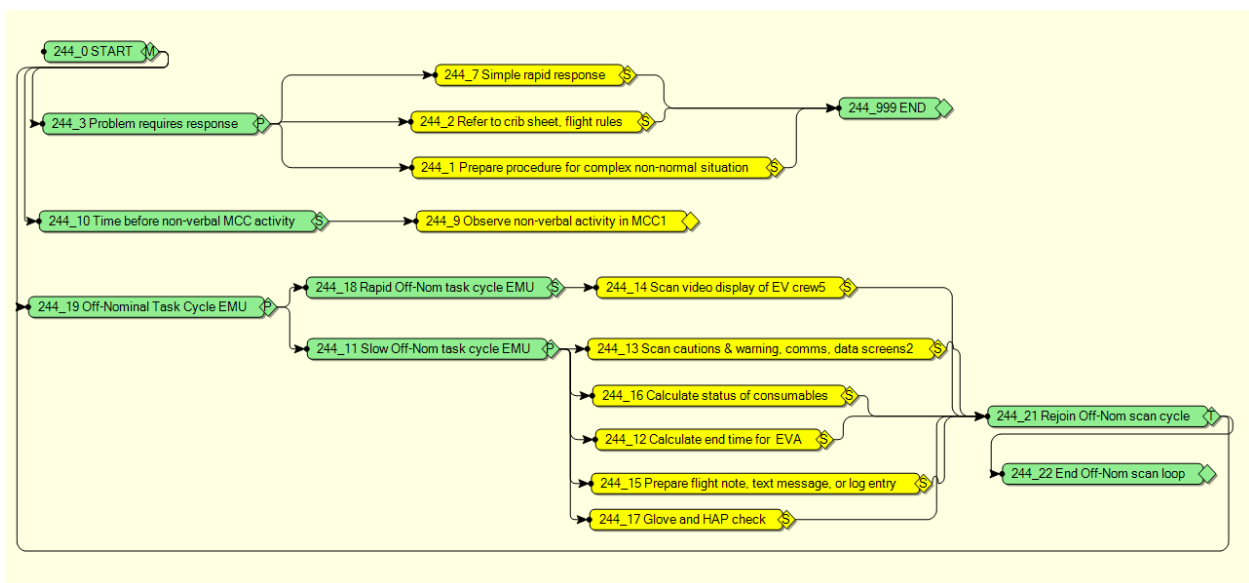 244_0 START M
244_7 Simple rapid response S
244_999 END
244_3 Problem requires response P
244_2 Refer to crib sheet, flight rules S
244_1 Prepare procedure for complex non-normal situation S
244_10 Time before non-verbal MCC activity S
244_9 Observe non-verbal activity in MCC1
244_18 Rapid Off-Nom task cycle EMU S
244_14 Scan video display of EV crew5 S
244_19 Off-Nominal Task Cycle EMU P
244_11 Slow Off-Nom task cycle EMU P
244_13 Scan cautions & warning, comms, data screens2 S
244_16 Calculate status of consumables S
244_21 Rejoin Off-Nom scan cycle T
244_12 Calculate end time for EVA S
244_22 End Off-Nom scan loop
244_15 Prepare flight note, text message, or log entry S
244_17 Glove and HAP check S